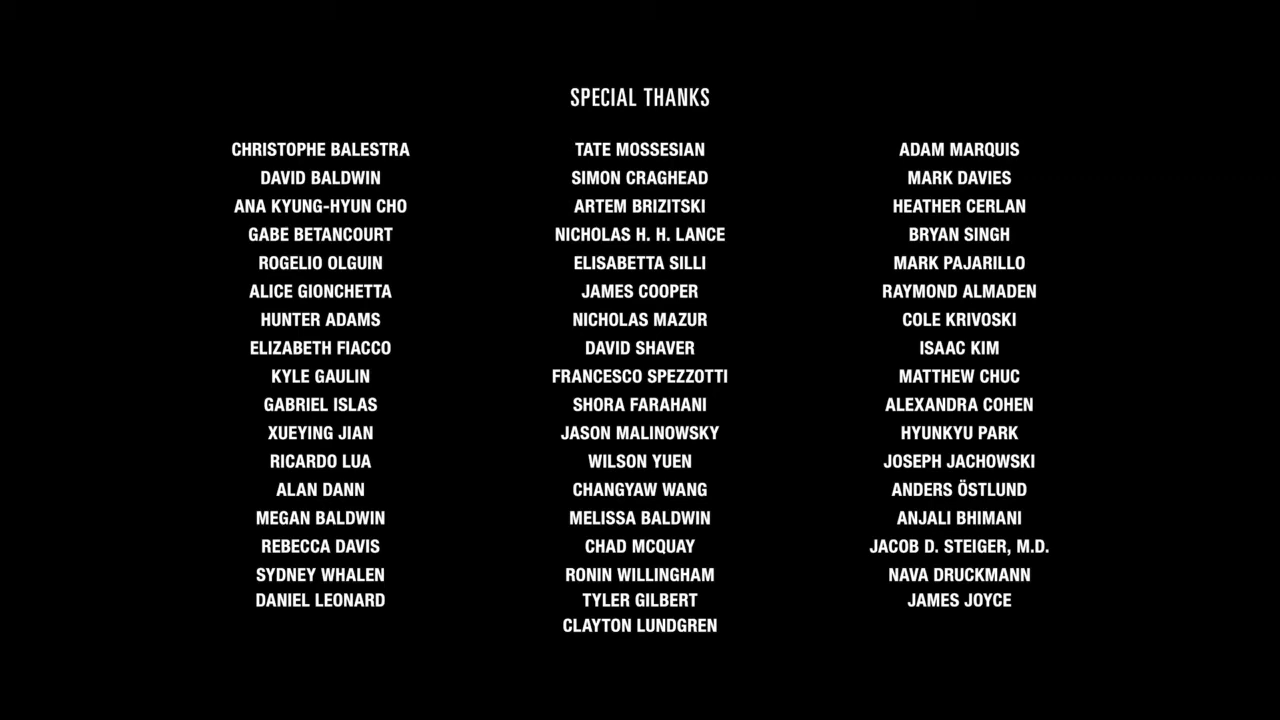 SPECIAL THANKS
CHRISTOPHE BALESTRA
DAVID BALDWIN
ANA KYUNG-HYUN CHO
GABE BETANCOURT
ROGELIO OLGUIN
ALICE GIONCHETTA
HUNTER ADAMS
ELIZABETH FIACCO
KYLE GAULIN
GABRIEL ISLAS
XUEYING JIAN
RICARDO LUA
ALAN DANN
MEGAN BALDWIN
REBECCA DAVIS
SYDNEY WHALEN
DANIEL LEONARD
TATE MOSSESIAN
SIMON CRAGHEAD
ARTEM BRIZITSKI
NICHOLAS H. H. LANCE
ELISABETTA SILLI
JAMES COOPER
NICHOLAS MAZUR
DAVID SHAVER
FRANCESCO SPEZZOTTI
SHORA FARAHANI
JASON MALINOWSKY
WILSON YUEN
CHANGYAW WANG
MELISSA BALDWIN
CHAD MCQUAY
RONIN WILLINGHAM
TYLER GILBERT
CLAYTON LUNDGREN
ADAM MARQUIS
MARK DAVIES
HEATHER CERLAN
BRYAN SINGH
MARK PAJARILLO
RAYMOND ALMADEN
COLE KRIVOSKI
ISAAC KIM
MATTHEW CHUC
ALEXANDRA COHEN
HYUNKYU PARK
JOSEPH JACHOWSKI
ANDERS ÖSTLUND
ANJALI BHIMANI
JACOB D. STEIGER, M.D.
NAVA DRUCKMANN
JAMES JOYCE